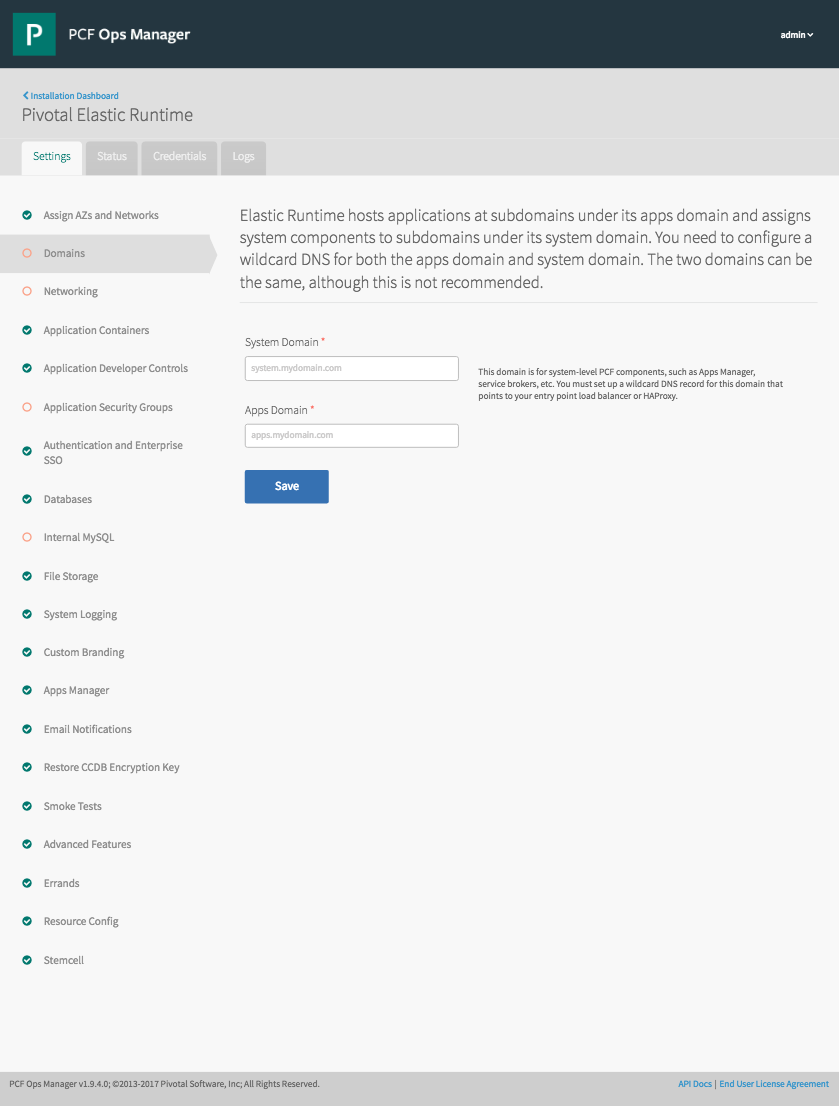 P PCF Ops Manager
admin
Installation Dashboard
Pivotal Elastic Runtime
Settings Status Credentials Logs
Assign AZs and Networks
Domains
Networking
Application Containers
Application Developer Controls
Application Security Groups
Authentication and Enterprise
SSO
Databases
Internal MySQL
File Storage
System Logging
Custom Branding
Apps Manager
Email Notifications
Restore CCDB Encryption Key
Smoke Tests
Advanced Features
Errands
Resource Config
Stemcell
Elastic Runtime hosts applications at subdomains under its apps domain and assigns
system components to subdomains under its system domain. You need to configure a
wildcard DNS for both the apps domain and system domain. The two domains can be
the same, although this is not recommended.
System Domain *
system.mydomain.com
This domain is for system-level PCF components, such as Apps Manager,
service brokers, etc. You must set up a wildcard DNS record for this domain that
points to your entry point load balancer or HAProxy.
Apps Domain *
apps.mydomain.com
Save
PCF Ops Manager v1.9.4.0; ©2013-2017 Pivotal Software, Inc; All Rights Reserved.
API Docs | End User License Agreement